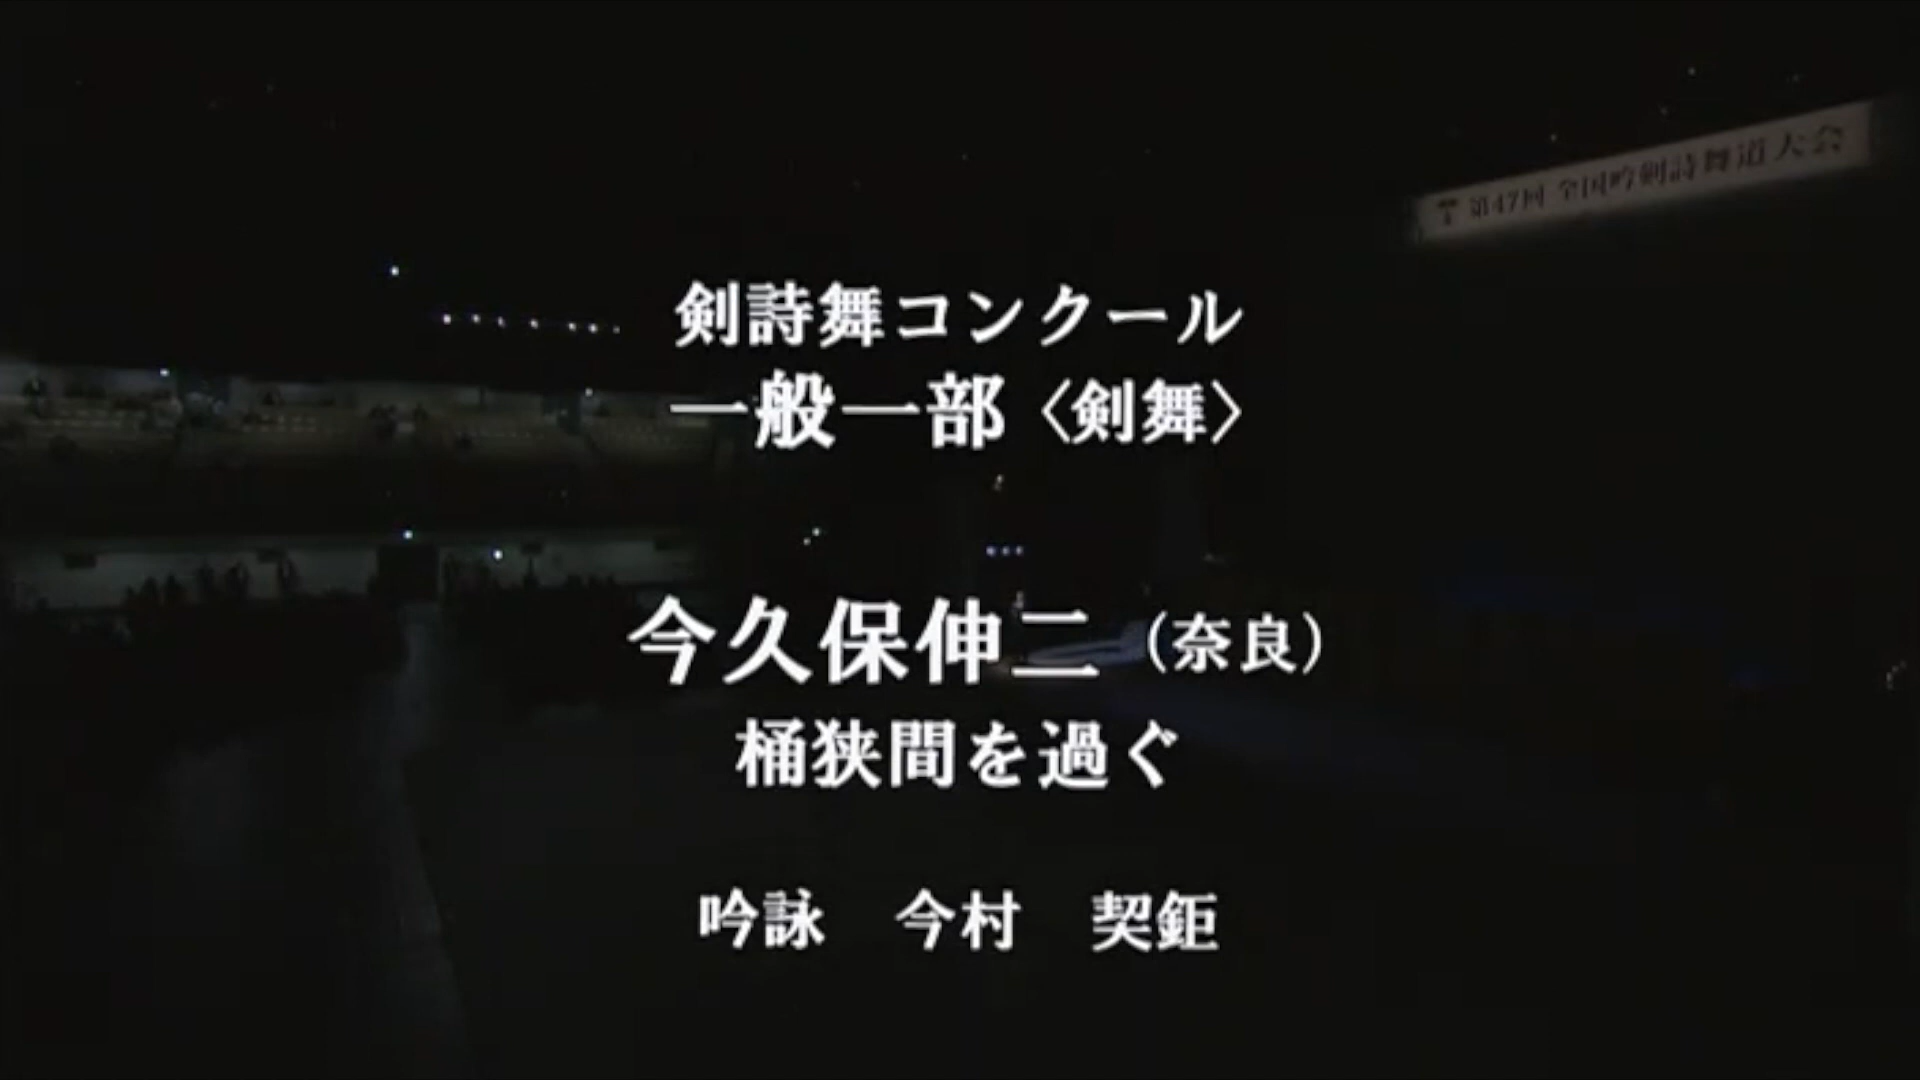 第47回 全国吟剣詩舞道大会
剣詩舞コンクール
一般一部〈剣舞〉
今久保伸二（奈良）
桶狭間を過ぐ
吟詠　今村　契鉅